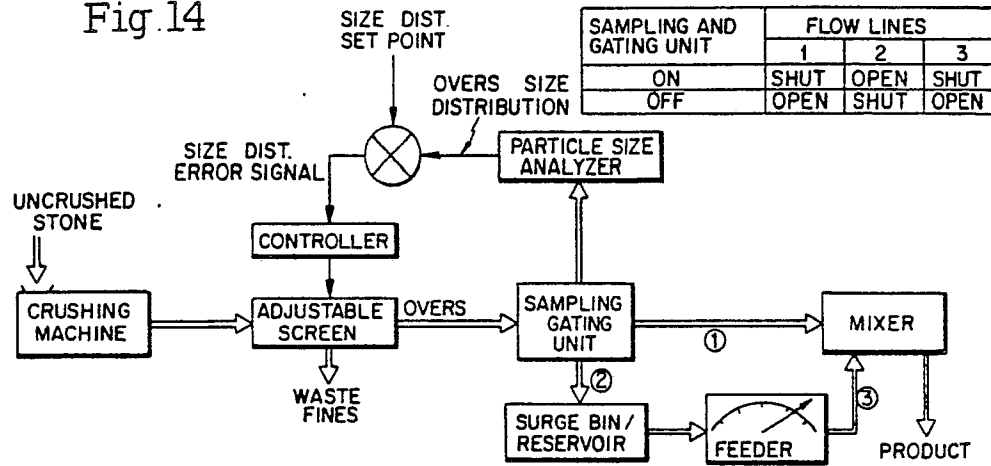 Fig.14
SIZE DIST.
SET POINT
SAMPLING AND
GATING UNIT
FLOW LINES
1 2 3
ON SHUT OPEN SHUT
OFF OPEN SHUT OPEN
OVERS SIZE
DISTRIBUTION
SIZE DIST.
ERROR SIGNAL
PARTICLE SIZE
ANALYZER
UNCRUSHED
STONE
CONTROLLER
CRUSHING
MACHINE
ADJUSTABLE
SCREEN
OVERS
SAMPLING
GATING
UNIT
①
MIXER
WASTE
FINES
②
SURGE BIN/
RESERVOIR
FEEDER
③
PRODUCT